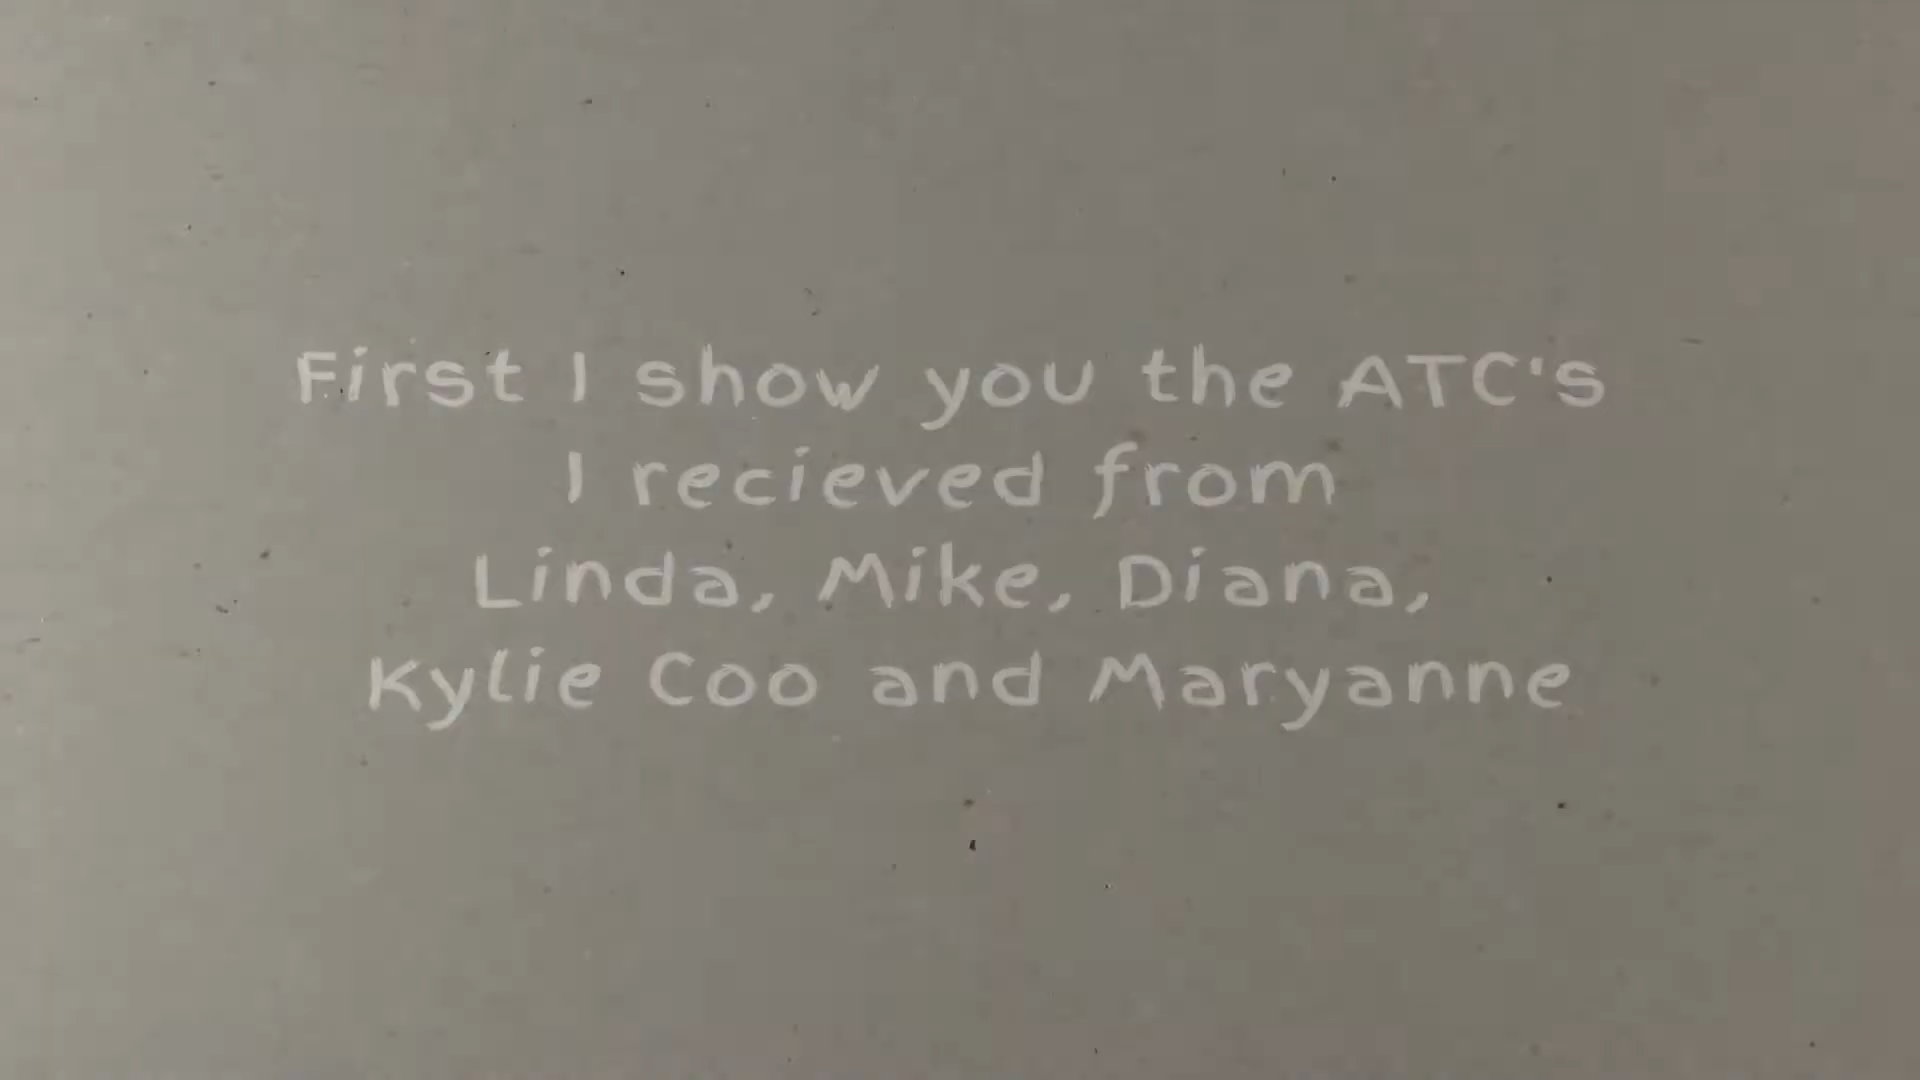 First I show you the ATC's
I recieved from
Linda, Mike, Diana,
Kylie Coo and Maryanne